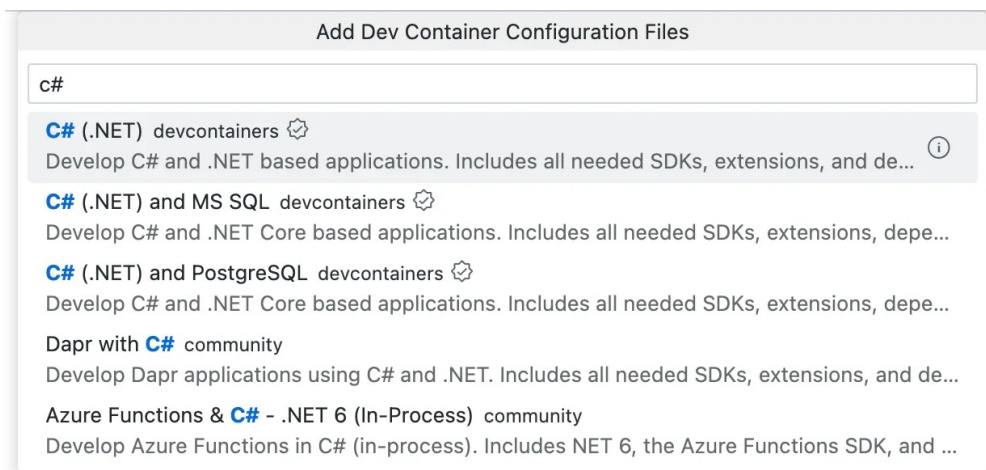 Add Dev Container Configuration Files
c#
C# (.NET) devcontainers
Develop C# and .NET based applications. Includes all needed SDKs, extensions, and de...
C# (.NET) and MS SQL devcontainers
Develop C# and .NET Core based applications. Includes all needed SDKs, extensions, depe...
C# (.NET) and PostgreSQL devcontainers
Develop C# and .NET Core based applications. Includes all needed SDKs, extensions, depe...
Dapr with C# community
Develop Dapr applications using C# and .NET. Includes all needed SDKs, extensions, and de...
Azure Functions & C# - .NET 6 (In-Process) community
Develop Azure Functions in C# (in-process). Includes NET 6, the Azure Functions SDK, and ...